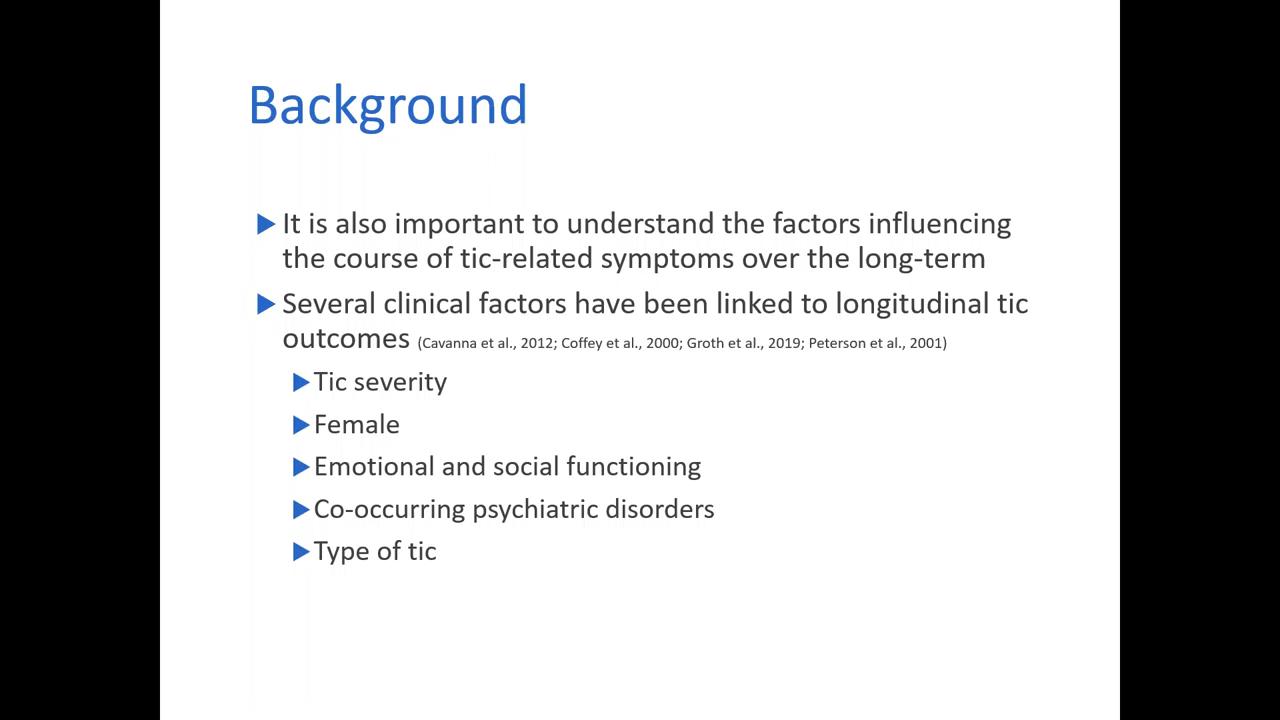 Background
It is also important to understand the factors influencing
the course of tic-related symptoms over the long-term
Several clinical factors have been linked to longitudinal tic
outcomes (Cavanna et al., 2012; Coffey et al., 2000; Groth et al., 2019; Peterson et al., 2001)
Tic severity
Female
Emotional and social functioning
Co-occurring psychiatric disorders
Type of tic